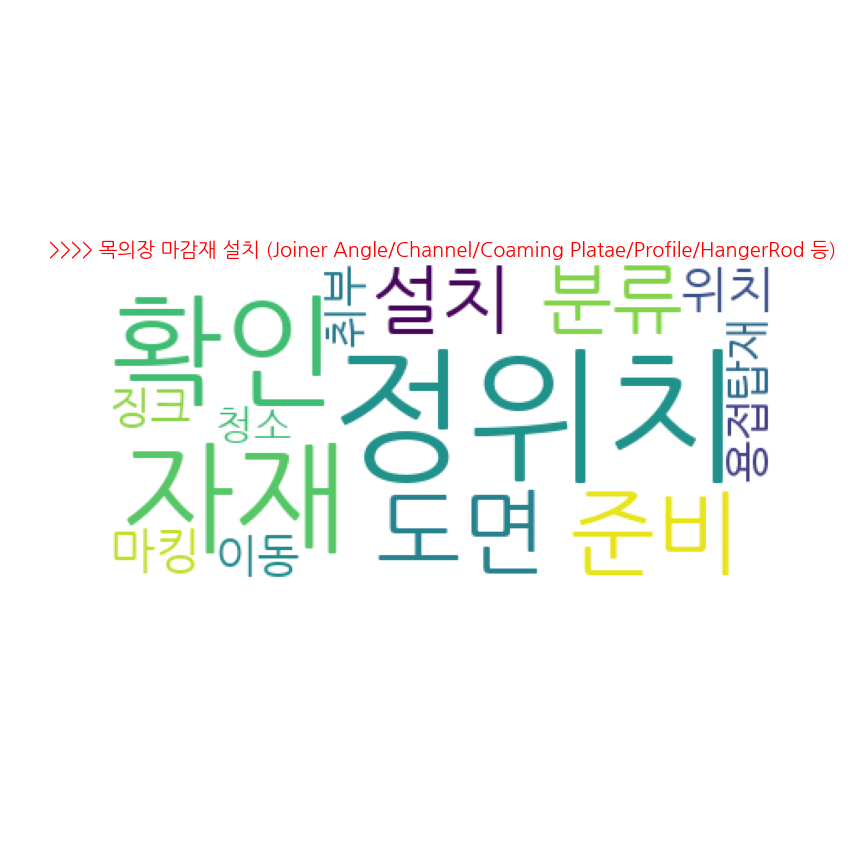 >>>> 목의장 마감재 설치 (Joiner Angle/Channel/Coaming Platae/Profile/HangerRod 등)
확인
취부
설치
분류
위치
정위치
탑재
징크
청소
용접
자재
도면
준비
마킹
이동